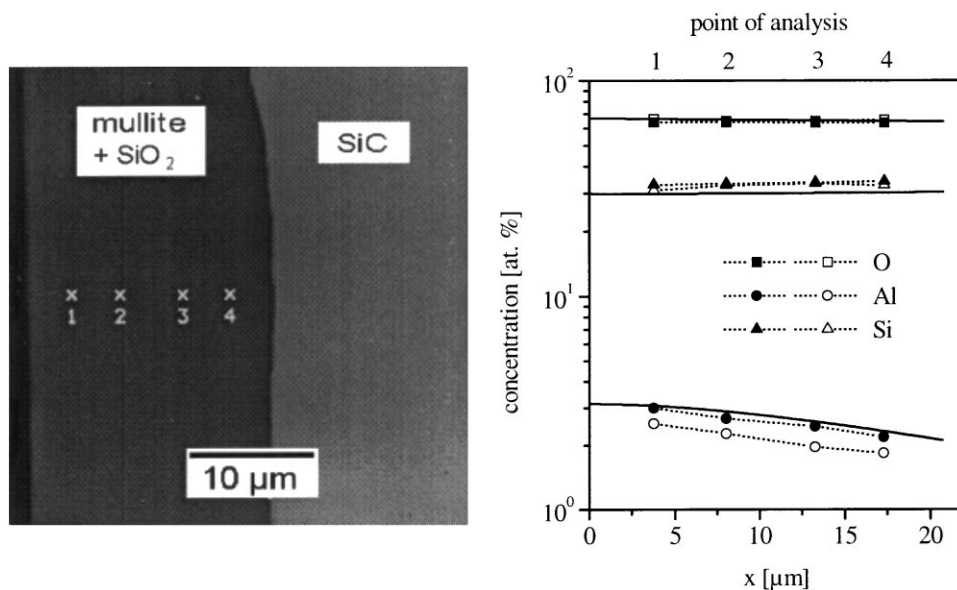 mullite
+ SiO₂
SiC
1 2 3 4
10 μm
point of analysis
1 2 3 4
10²
10¹
10⁰
concentration [at. %]
O
Al
Si
0 5 10 15 20
x [μm]